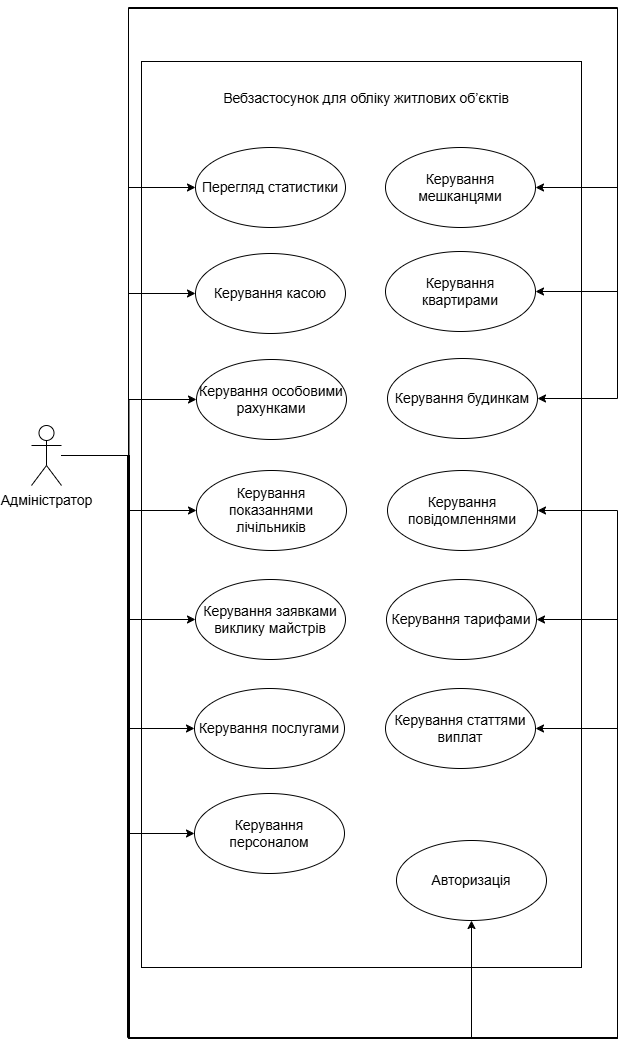 Вебзастосунок для обліку житлових об’єктів
Перегляд статистики
Керування
мешканцями
Керування касою
Керування
квартирами
Керування особовими
рахунками
Керування будинкам
Адміністратор
Керування
показаннями
лічільників
Керування
повідомленнями
Керування заявками
виклику майстрів
Керування тарифами
Керування послугами
Керування статтями
виплат
Керування
персоналом
Авторизація